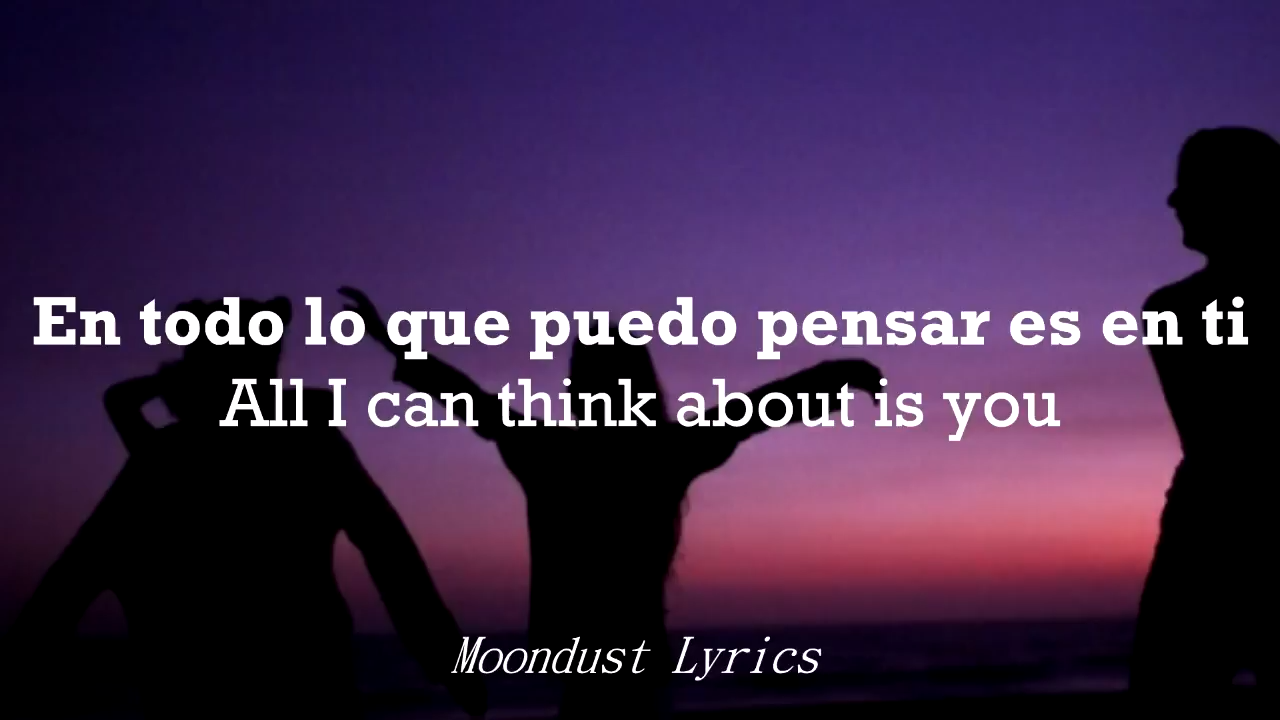 En todo lo que puedo pensar es en ti
All I can think about is you
Moondust Lyrics